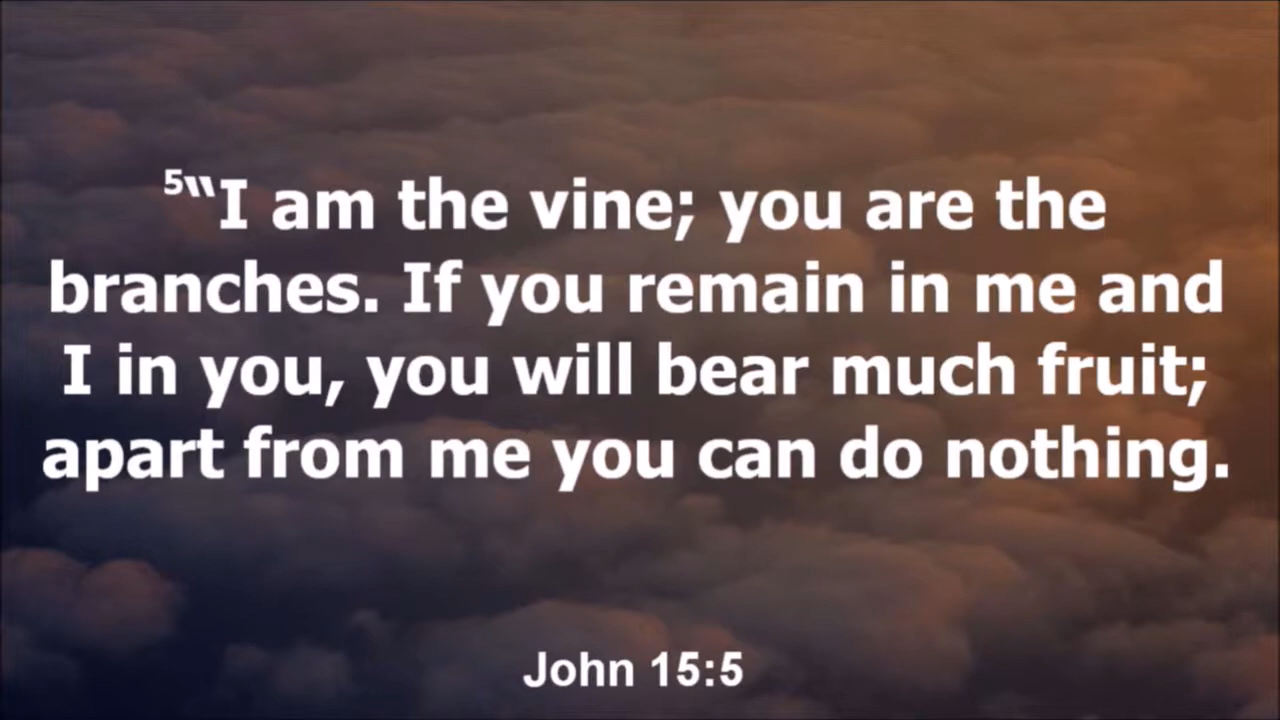 ⁵“I am the vine; you are the
branches. If you remain in me and
I in you, you will bear much fruit;
apart from me you can do nothing.
John 15:5